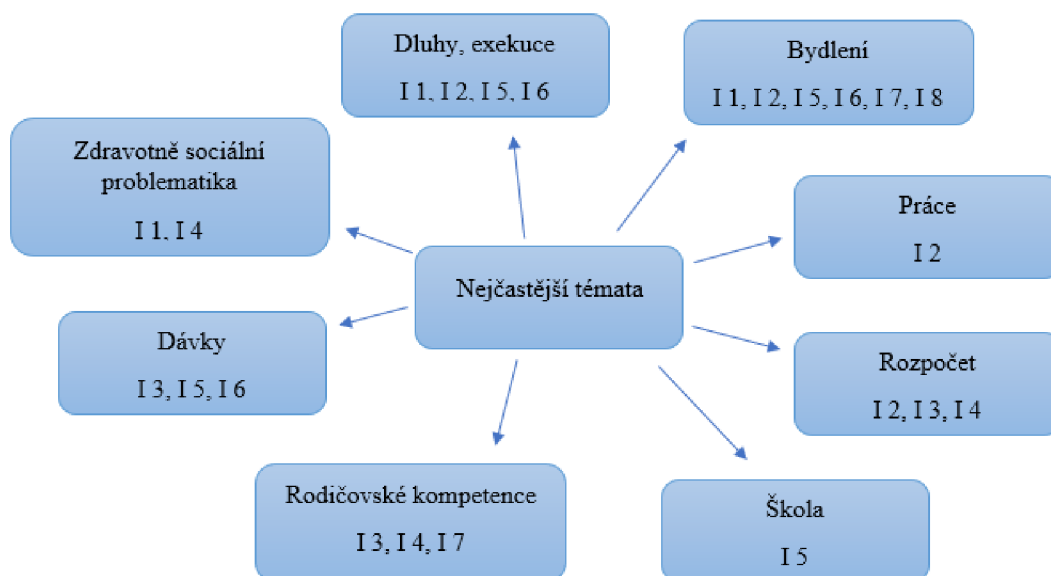 Dluhy, exekuce
I 1, I 2, I 5, I 6
Bydlení
I 1, I 2, I 5, I 6, I 7, I 8
Zdravotně sociální
problematika
I 1, I 4
Práce
I 2
Nejčastější témata
Dávky
I 3, I 5, I 6
Rozpočet
I 2, I 3, I 4
Rodičovské kompetence
I 3, I 4, I 7
Škola
I 5